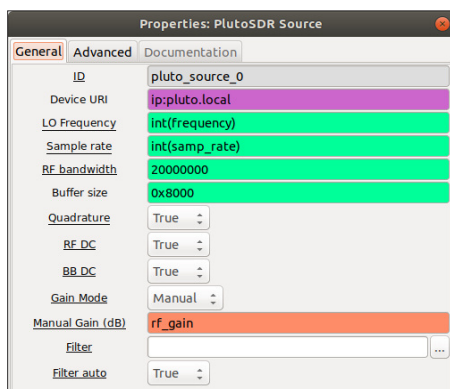 Properties: PlutoSDR Source
General Advanced Documentation
ID pluto_source_0
Device URI ip:pluto.local
LO Frequency int(frequency)
Sample rate int(samp_rate)
RF bandwidth 20000000
Buffer size 0x8000
Quadrature True
RF DC True
BB DC True
Gain Mode Manual
Manual Gain (dB) rf_gain
Filter ...
Filter auto True